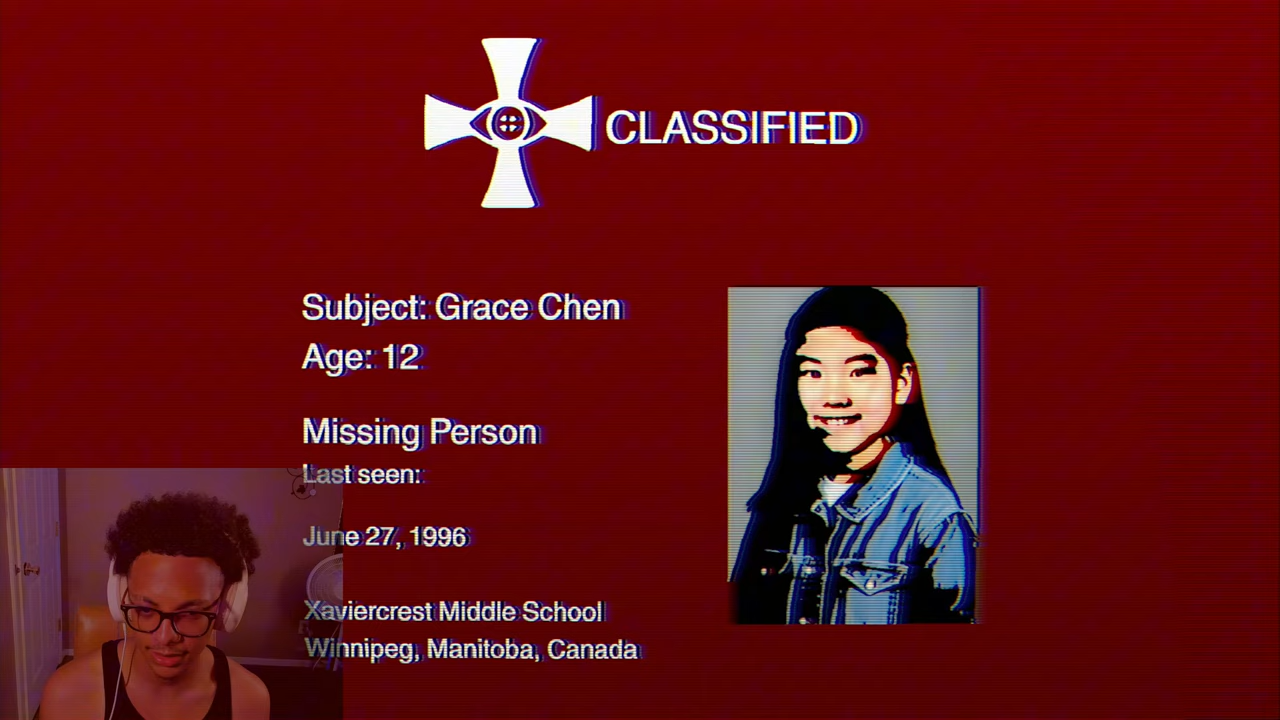 CLASSIFIED
Subject: Grace Chen
Age: 12
Missing Person
Last seen:
June 27, 1996
Xaviercrest Middle School
Winnipeg, Manitoba, Canada